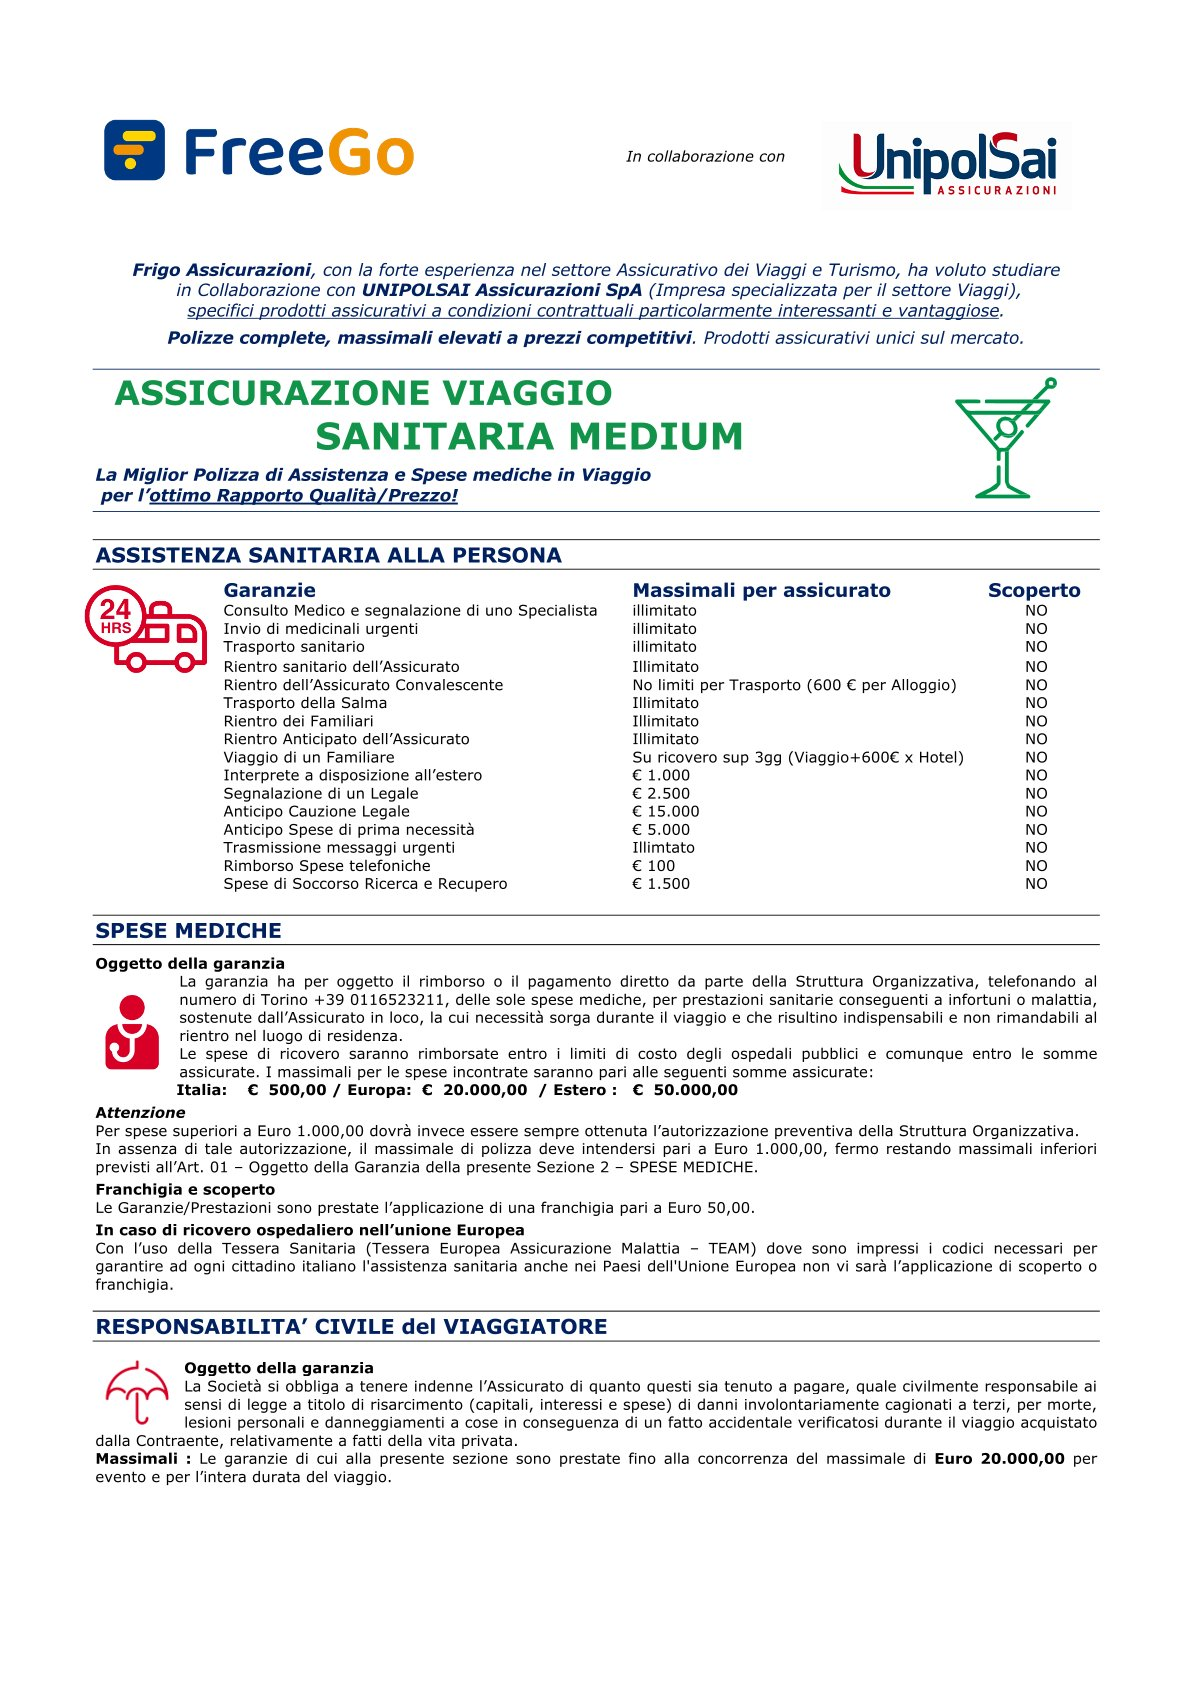 FreeGo
In collaborazione con
UnipolSai
ASSICURAZIONI
Frigo Assicurazioni, con la forte esperienza nel settore Assicurativo dei Viaggi e Turismo, ha voluto studiare
in Collaborazione con UNIPOLSAI Assicurazioni SpA (Impresa specializzata per il settore Viaggi),
specifici prodotti assicurativi a condizioni contrattuali particolarmente interessanti e vantaggiose.
Polizze complete, massimali elevati a prezzi competitivi. Prodotti assicurativi unici sul mercato.
ASSICURAZIONE VIAGGIO
SANITARIA MEDIUM
La Miglior Polizza di Assistenza e Spese mediche in Viaggio
per l’ottimo Rapporto Qualità/Prezzo!
ASSISTENZA SANITARIA ALLA PERSONA
24
HRS
Garanzie Massimali per assicurato Scoperto
Consulto Medico e segnalazione di uno Specialista illimitato NO
Invio di medicinali urgenti illimitato NO
Trasporto sanitario illimitato NO
Rientro sanitario dell’Assicurato Illimitato NO
Rientro dell’Assicurato Convalescente No limiti per Trasporto (600 € per Alloggio) NO
Trasporto della Salma Illimitato NO
Rientro dei Familiari Illimitato NO
Rientro Anticipato dell’Assicurato Illimitato NO
Viaggio di un Familiare Su ricovero sup 3gg (Viaggio+600€ x Hotel) NO
Interprete a disposizione all’estero € 1.000 NO
Segnalazione di un Legale € 2.500 NO
Anticipo Cauzione Legale € 15.000 NO
Anticipo Spese di prima necessità € 5.000 NO
Trasmissione messaggi urgenti Illimtato NO
Rimborso Spese telefoniche € 100 NO
Spese di Soccorso Ricerca e Recupero € 1.500 NO
SPESE MEDICHE
Oggetto della garanzia
La garanzia ha per oggetto il rimborso o il pagamento diretto da parte della Struttura Organizzativa, telefonando al
numero di Torino +39 0116523211, delle sole spese mediche, per prestazioni sanitarie conseguenti a infortuni o malattia,
sostenute dall’Assicurato in loco, la cui necessità sorga durante il viaggio e che risultino indispensabili e non rimandabili al
rientro nel luogo di residenza.
Le spese di ricovero saranno rimborsate entro i limiti di costo degli ospedali pubblici e comunque entro le somme
assicurate. I massimali per le spese incontrate saranno pari alle seguenti somme assicurate:
Italia: € 500,00 / Europa: € 20.000,00 / Estero : € 50.000,00
Attenzione
Per spese superiori a Euro 1.000,00 dovrà invece essere sempre ottenuta l’autorizzazione preventiva della Struttura Organizzativa.
In assenza di tale autorizzazione, il massimale di polizza deve intendersi pari a Euro 1.000,00, fermo restando massimali inferiori
previsti all’Art. 01 – Oggetto della Garanzia della presente Sezione 2 – SPESE MEDICHE.
Franchigia e scoperto
Le Garanzie/Prestazioni sono prestate l’applicazione di una franchigia pari a Euro 50,00.
In caso di ricovero ospedaliero nell’unione Europea
Con l’uso della Tessera Sanitaria (Tessera Europea Assicurazione Malattia – TEAM) dove sono impressi i codici necessari per
garantire ad ogni cittadino italiano l'assistenza sanitaria anche nei Paesi dell'Unione Europea non vi sarà l’applicazione di scoperto o
franchigia.
RESPONSABILITA’ CIVILE del VIAGGIATORE
Oggetto della garanzia
La Società si obbliga a tenere indenne l’Assicurato di quanto questi sia tenuto a pagare, quale civilmente responsabile ai
sensi di legge a titolo di risarcimento (capitali, interessi e spese) di danni involontariamente cagionati a terzi, per morte,
lesioni personali e danneggiamenti a cose in conseguenza di un fatto accidentale verificatosi durante il viaggio acquistato
dalla Contraente, relativamente a fatti della vita privata.
Massimali : Le garanzie di cui alla presente sezione sono prestate fino alla concorrenza del massimale di Euro 20.000,00 per
evento e per l’intera durata del viaggio.